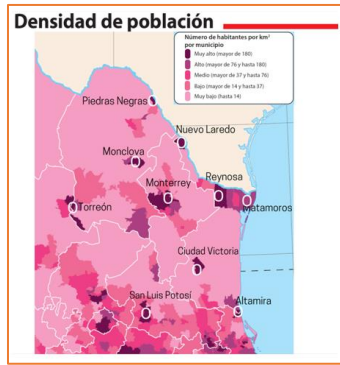 Densidad de población
Número de habitantes por km²
por municipio
Muy alto (mayor de 180)
Alto (mayor de 76 y hasta 180)
Medio (mayor de 37 y hasta 76)
Bajo (mayor de 14 y hasta 37)
Muy bajo (hasta 14)
Piedras Negras
Nuevo Laredo
Monclova
Monterrey
Reynosa
Torreón
Matamoros
Ciudad Victoria
San Luis Potosí
Altamira